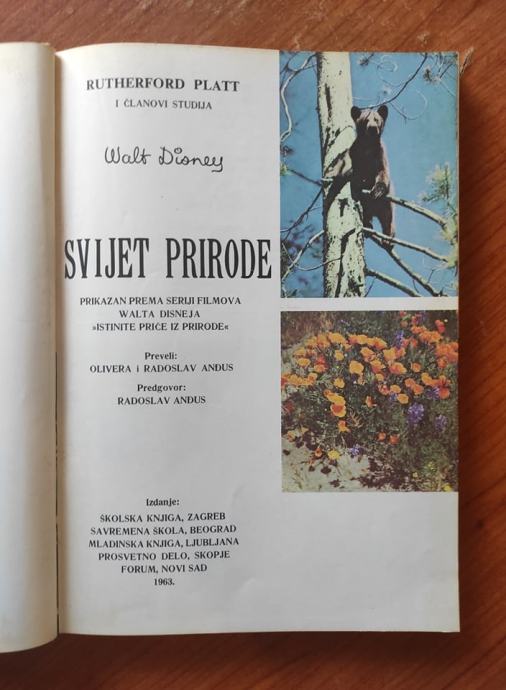 RUTHERFORD PLATT
I ČLANOVI STUDIJA
Walt Disney
SVIJET PRIRODE
PRIKAZAN PREMA SERIJI FILMOVA
WALTA DISNEJA
»ISTINITE PRIČE IZ PRIRODE«
Preveli:
OLIVERA i RADOSLAV ANĐUS
Predgovor:
RADOSLAV ANĐUS
Izdanje:
ŠKOLSKA KNJIGA, ZAGREB
SAVREMENA ŠKOLA, BEOGRAD
MLADINSKA KNJIGA, LJUBLJANA
PROSVETNO DELO, SKOPJE
FORUM, NOVI SAD
1963.